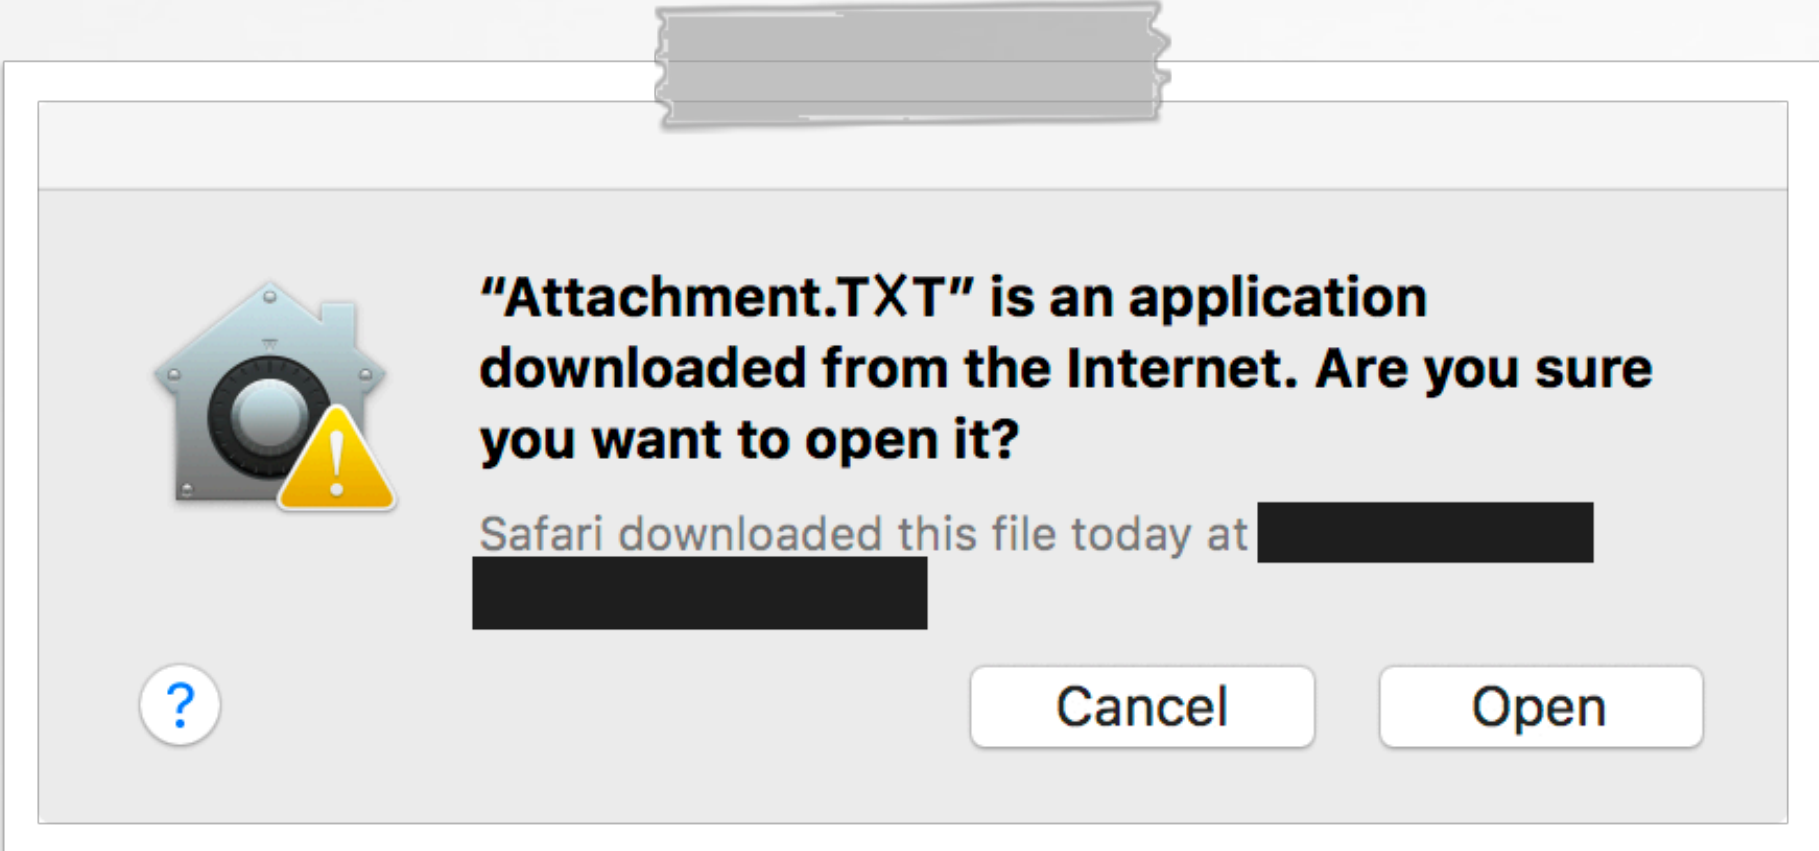 “Attachment.TXT” is an application
downloaded from the Internet. Are you sure
you want to open it?
Safari downloaded this file today at
?
Cancel
Open